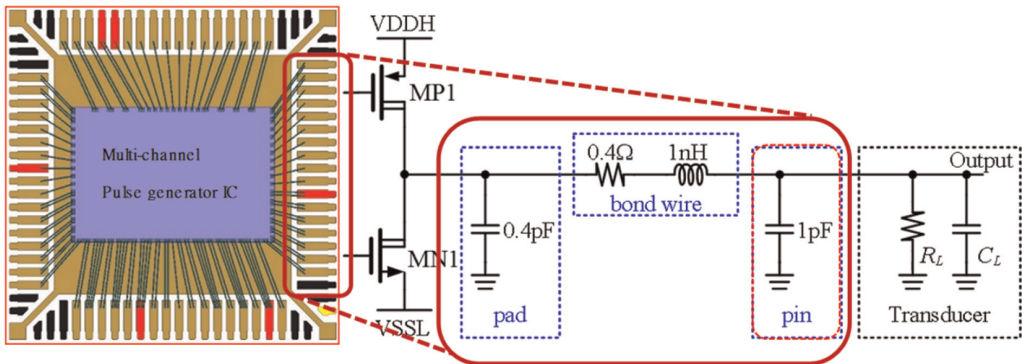 Multi-channel
Pulse generator IC
VDDH
MP1
MN1
VSSL
0.4pF
pad
0.4Ω
1nH
bond wire
1pF
pin
Output
R_L
C_L
Transducer